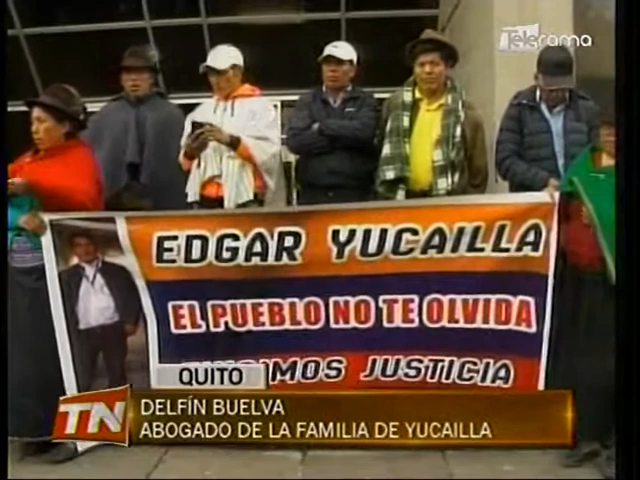 Telerama
EDGAR YUCAILLA
EL PUEBLO NO TE OLVIDA
JUSTICIA
QUITO
TN
DELFÍN BUELVA
ABOGADO DE LA FAMILIA DE YUCAILLA